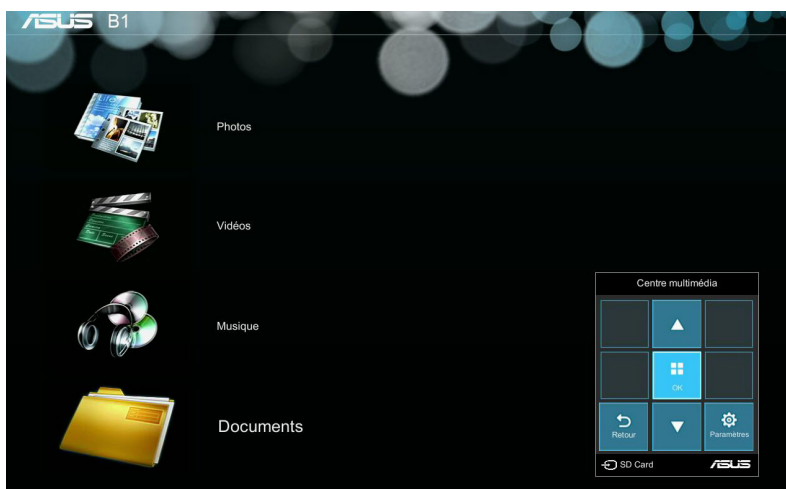 ASUS B1
Photos
Vidéos
Musique
Documents
Centre multimédia
OK
Retour
Paramètres
SD Card
ASUS